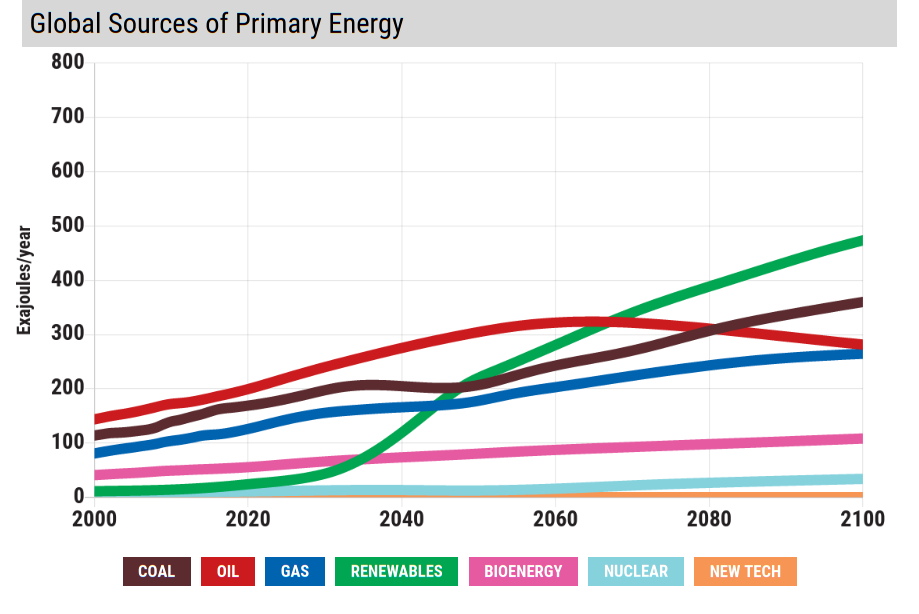 Global Sources of Primary Energy
800
700
600
500
400
300
200
100
0
Exajoules/year
2000 2020 2040 2060 2080 2100
COAL OIL GAS RENEWABLES BIOENERGY NUCLEAR NEW TECH